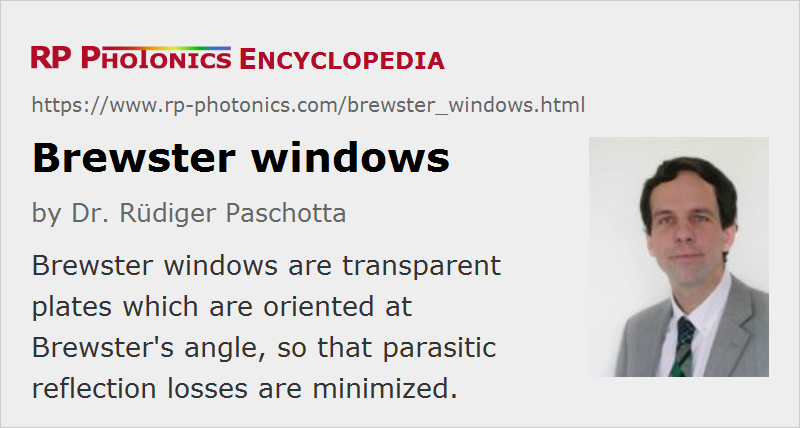 RP PHOTONICS ENCYCLOPEDIA
https://www.rp-photonics.com/brewster_windows.html
Brewster windows
by Dr. Rüdiger Paschotta
Brewster windows are transparent
plates which are oriented at
Brewster's angle, so that parasitic
reflection losses are minimized.